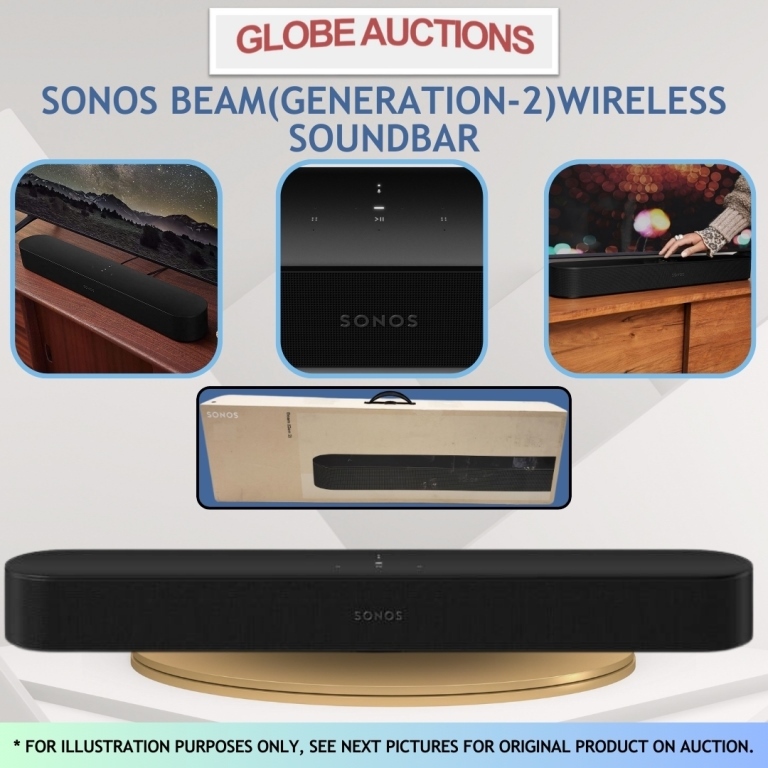 GLOBE AUCTIONS
SONOS BEAM(GENERATION-2)WIRELESS
SOUNDBAR
SONOS
SONOS
SONOS
* FOR ILLUSTRATION PURPOSES ONLY, SEE NEXT PICTURES FOR ORIGINAL PRODUCT ON AUCTION.